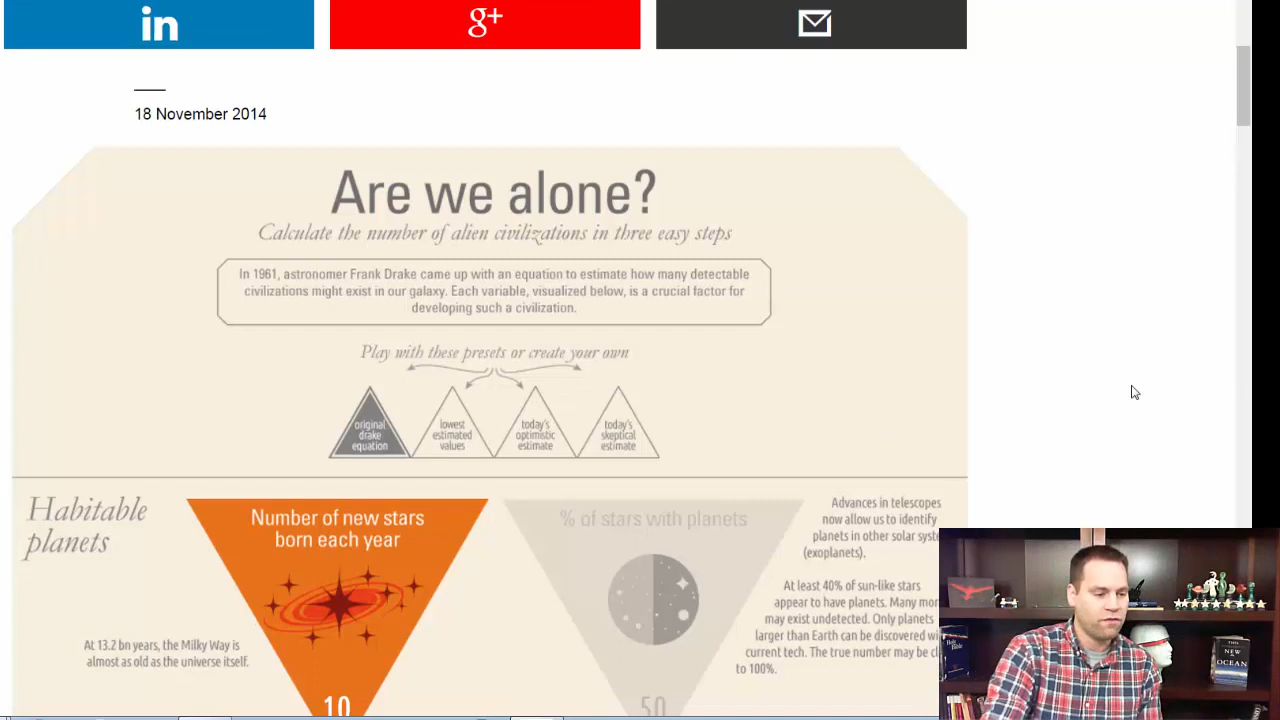 in
g+
18 November 2014
Are we alone?
Calculate the number of alien civilizations in three easy steps
In 1961, astronomer Frank Drake came up with an equation to estimate how many detectable
civilizations might exist in our galaxy. Each variable, visualized below, is a crucial factor for
developing such a civilization.
Play with these presets or create your own
original
drake
equation
lowest
estimated
values
today's
optimistic
estimate
today's
skeptical
estimate
Habitable
planets
Number of new stars
born each year
At 13.2 bn years, the Milky Way is
almost as old as the universe itself.
10
% of stars with planets
50
Advances in telescopes
now allow us to identify
planets in other solar syste
(exoplanets).
At least 40% of sun-like stars
appear to have planets. Many mor
may exist undetected. Only planets
larger than Earth can be discovered wi
current tech. The true number may be cl
to 100%.
Holy
Bible
THE
NEW
OCEAN